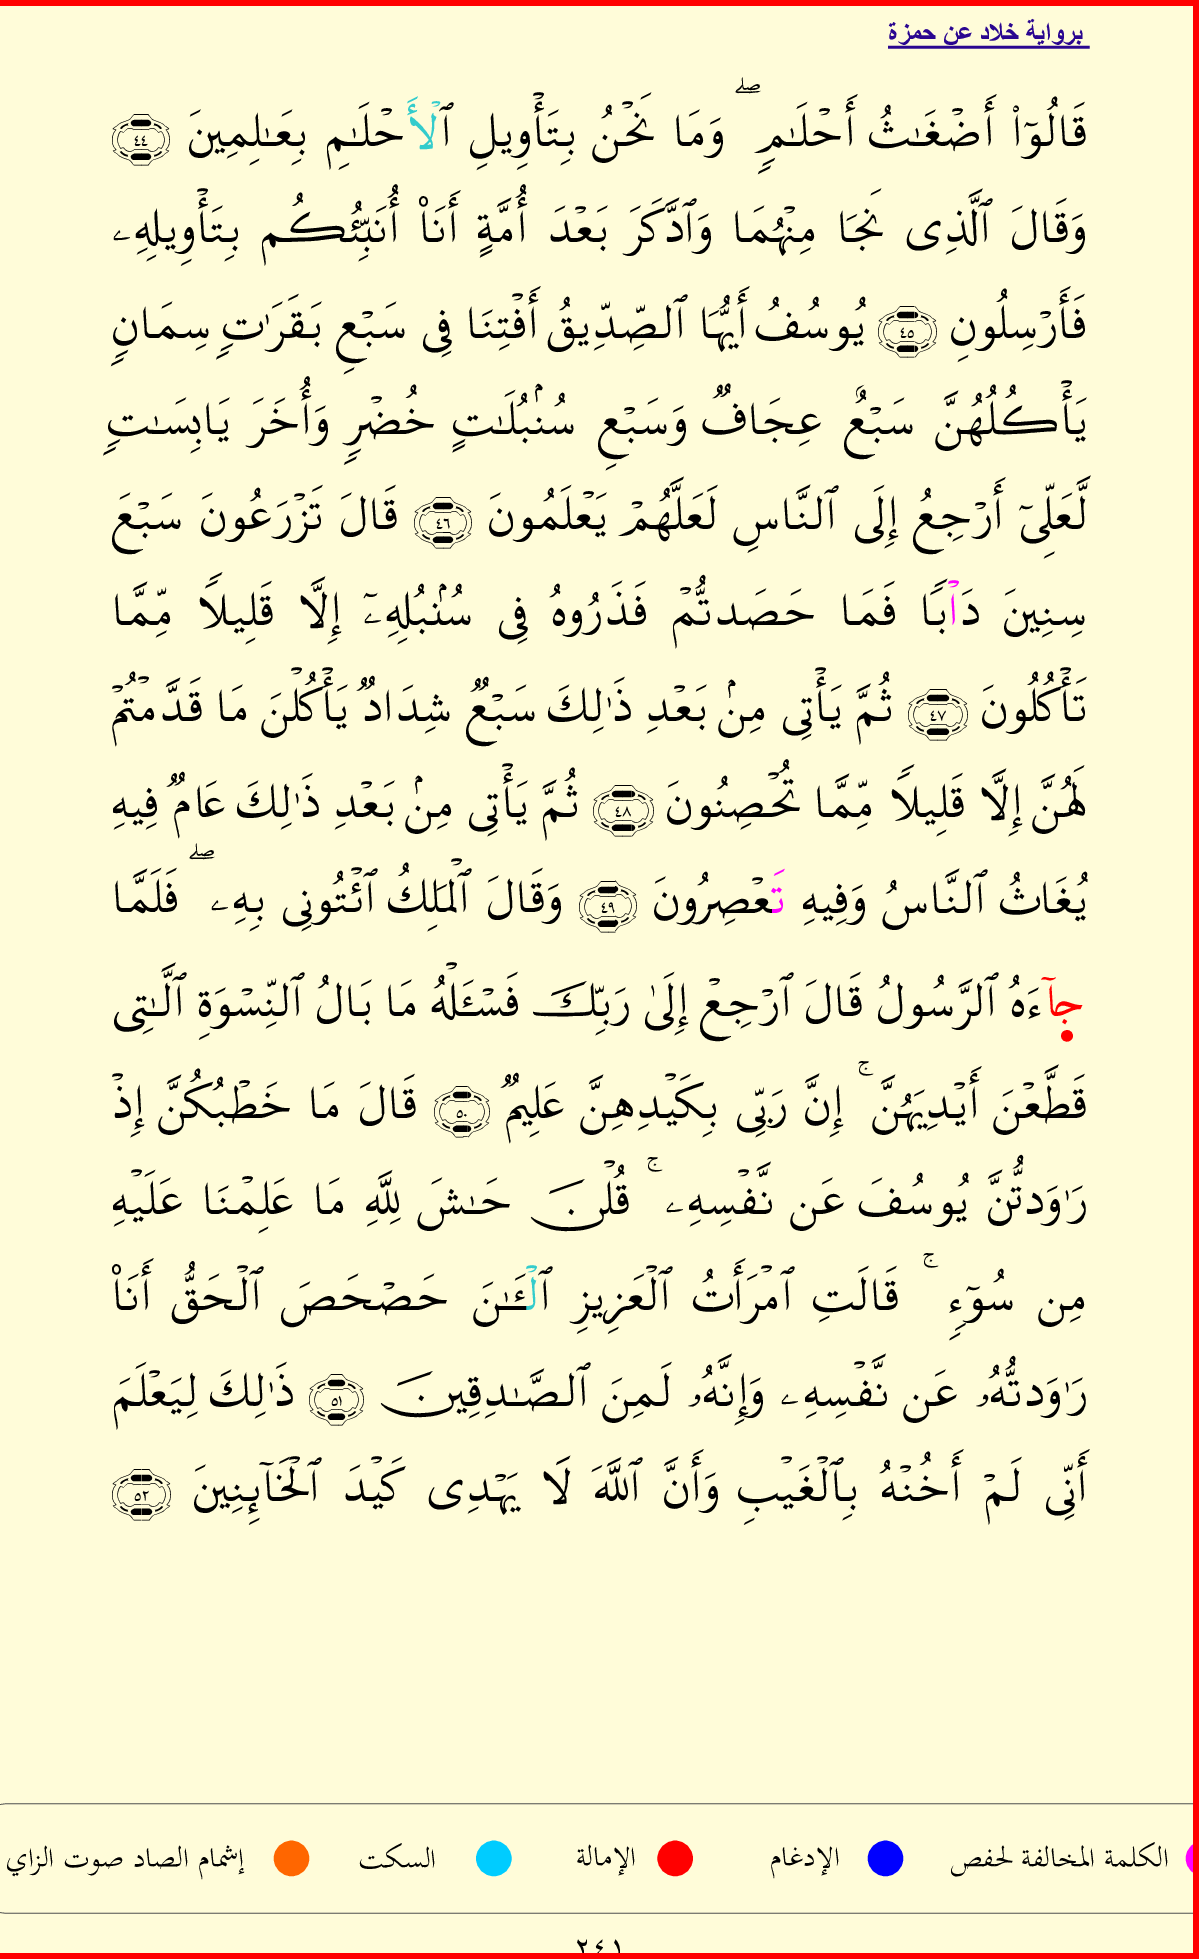 برواية خلاد عن حمزة
قَالُوٓا۟ أَضْغَـٰثُ أَحْلَـٰمٍۢ ۖ وَمَا نَحْنُ بِتَأْوِيلِ ٱلْأَحْلَـٰمِ بِعَـٰلِمِينَ ٤٤
وَقَالَ ٱلَّذِى نَجَا مِنْهُمَا وَٱدَّكَرَ بَعْدَ أُمَّةٍ أَنَا۠ أُنَبِّئُكُم بِتَأْوِيلِهِۦ
فَأَرْسِلُونِ ٤٥ يُوسُفُ أَيُّهَا ٱلصِّدِّيقُ أَفْتِنَا فِى سَبْعِ بَقَرَٰتٍۢ سِمَانٍۢ
يَأْكُلُهُنَّ سَبْعٌ عِجَافٌۭ وَسَبْعِ سُنۢبُلَـٰتٍ خُضْرٍۢ وَأُخَرَ يَابِسَـٰتٍۢ
لَّعَلِّىٓ أَرْجِعُ إِلَى ٱلنَّاسِ لَعَلَّهُمْ يَعْلَمُونَ ٤٦ قَالَ تَزْرَعُونَ سَبْعَ
سِنِينَ دَاْبًۭا فَمَا حَصَدتُّمْ فَذَرُوهُ فِى سُنۢبُلِهِۦٓ إِلَّا قَلِيلًۭا مِّمَّا
تَأْكُلُونَ ٤٧ ثُمَّ يَأْتِى مِنۢ بَعْدِ ذَٰلِكَ سَبْعٌۭ شِدَادٌۭ يَأْكُلْنَ مَا قَدَّمْتُمْ
لَهُنَّ إِلَّا قَلِيلًۭا مِّمَّا تُحْصِنُونَ ٤٨ ثُمَّ يَأْتِى مِنۢ بَعْدِ ذَٰلِكَ عَامٌۭ فِيهِ
يُغَاثُ ٱلنَّاسُ وَفِيهِ تَعْصِرُونَ ٤٩ وَقَالَ ٱلْمَلِكُ ٱئْتُونِى بِهِۦ ۖ فَلَمَّا
جآءَهُ ٱلرَّسُولُ قَالَ ٱرْجِعْ إِلَىٰ رَبِّكَ فَسْـَٔلْهُ مَا بَالُ ٱلنِّسْوَةِ ٱلَّـٰتِى
قَطَّعْنَ أَيْدِيَهُنَّ ۚ إِنَّ رَبِّى بِكَيْدِهِنَّ عَلِيمٌۭ ٥٠ قَالَ مَا خَطْبُكُنَّ إِذْ
رَٰوَدتُّنَّ يُوسُفَ عَن نَّفْسِهِۦ ۚ قُلْنَ حَـٰشَ لِلَّهِ مَا عَلِمْنَا عَلَيْهِ
مِن سُوٓءٍۢ ۚ قَالَتِ ٱمْرَأَتُ ٱلْعَزِيزِ ٱلْـَٔـٰنَ حَصْحَصَ ٱلْحَقُّ أَنَا۠
رَٰوَدتُّهُۥ عَن نَّفْسِهِۦ وَإِنَّهُۥ لَمِنَ ٱلصَّـٰدِقِينَ ٥١ ذَٰلِكَ لِيَعْلَمَ
أَنِّى لَمْ أَخُنْهُ بِٱلْغَيْبِ وَأَنَّ ٱللَّهَ لَا يَهْدِى كَيْدَ ٱلْخَآئِنِينَ ٥٢
الكلمة المخالفة لحفص الإدغام الإمالة السكت إشمام الصاد صوت الزاي
٢٤١